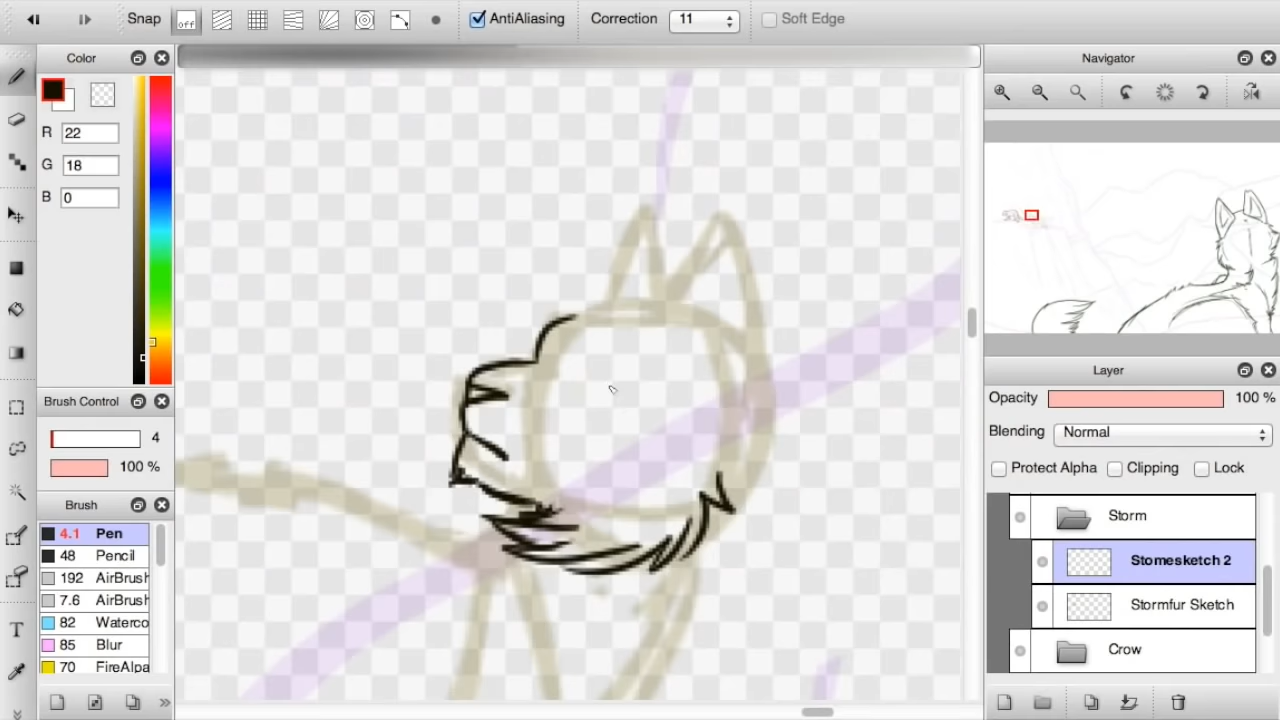 Snap off AntiAliasing Correction 11 Soft Edge
Color
R 22
G 18
B 0
Brush Control
4
100 %
Brush
4.1 Pen
48 Pencil
192 AirBrush
7.6 AirBrush
82 Waterco
85 Blur
70 FireAlpa
T
Navigator
Layer
Opacity 100 %
Blending Normal
Protect Alpha Clipping Lock
Storm
Stomesketch 2
Stormfur Sketch
Crow